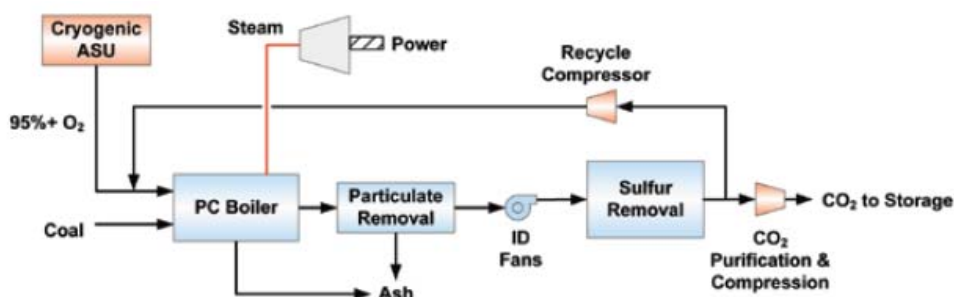 Cryogenic
ASU
Steam
Power
Recycle
Compressor
95%+ O₂
PC Boiler
Particulate
Removal
Sulfur
Removal
CO₂ to Storage
Coal
ID
Fans
CO₂
Purification &
Compression
Ash